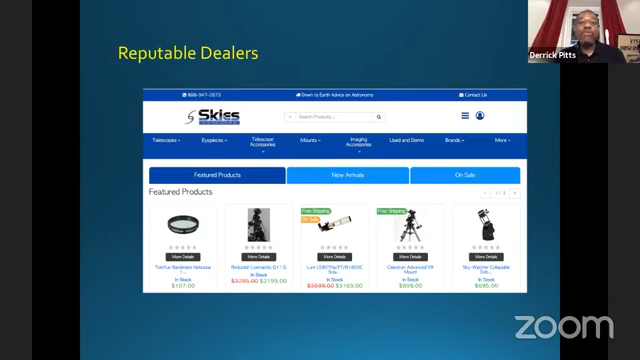 Reputable Dealers
Derrick Pitts
888-947-2673
Down to Earth Advice on Astronomy
Contact Us
Skies
Search Products...
Telescopes
Eyepieces
Telescope Accessories
Mounts
Imaging Accessories
Used and Demo
Brands
More
Featured Products
New Arrivals
On Sale
Featured Products
1 / 3
Free Shipping
On Sale
Free Shipping
More Details
More Details
More Details
More Details
More Details
In Stock
$107.00
In Stock
$3295.00 $2199.00
In Stock
$3699.00 $3169.00
Celestron Advanced VX Mount
In Stock
$899.00
Sky-Watcher Collapsible
In Stock
$695.00
zoom